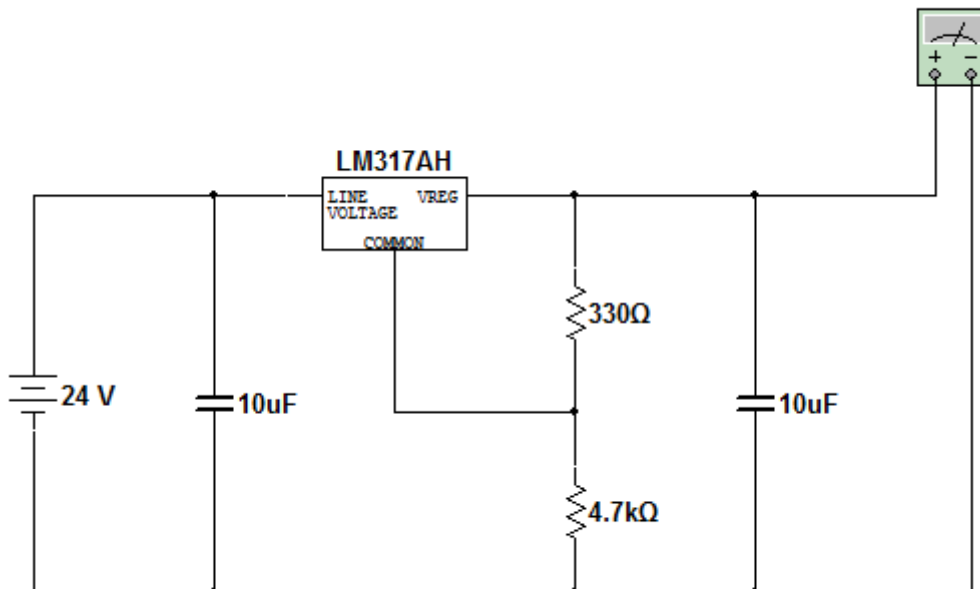 + −
LM317AH
LINE VREG
VOLTAGE
COMMON
330Ω
24 V
10uF
10uF
4.7kΩ